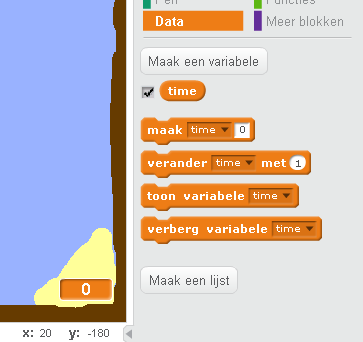 Pen Functies
Data Meer blokken
Maak een variabele
time
maak time 0
verander time met 1
toon variabele time
verberg variabele time
0
Maak een lijst
x: 20 y: -180